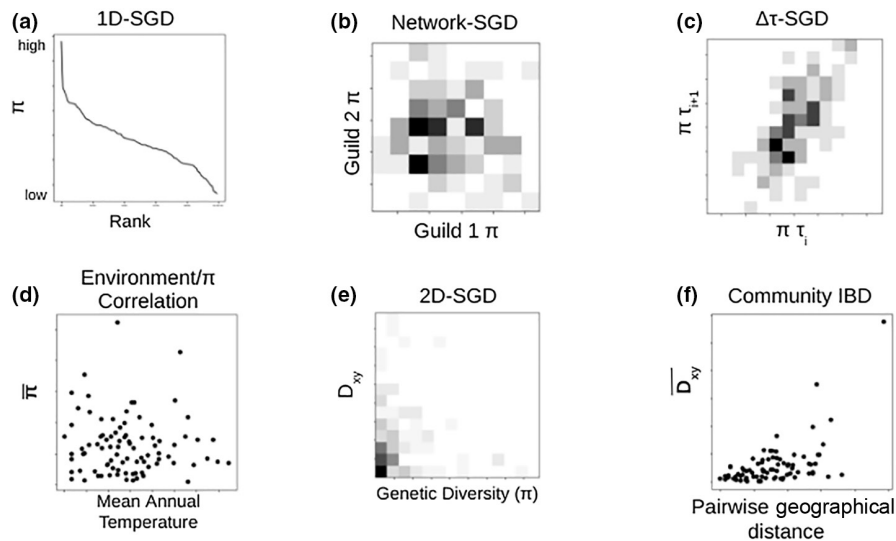 (a)
1D-SGD
high
π
low
Rank
(b)
Network-SGD
Guild 2 π
Guild 1 π
(c)
Δτ-SGD
π τi+1
π τi
(d)
Environment/π
Correlation
π̅
Mean Annual
Temperature
(e)
2D-SGD
Dxy
Genetic Diversity (π)
(f)
Community IBD
D̅x̅y̅
Pairwise geographical
distance